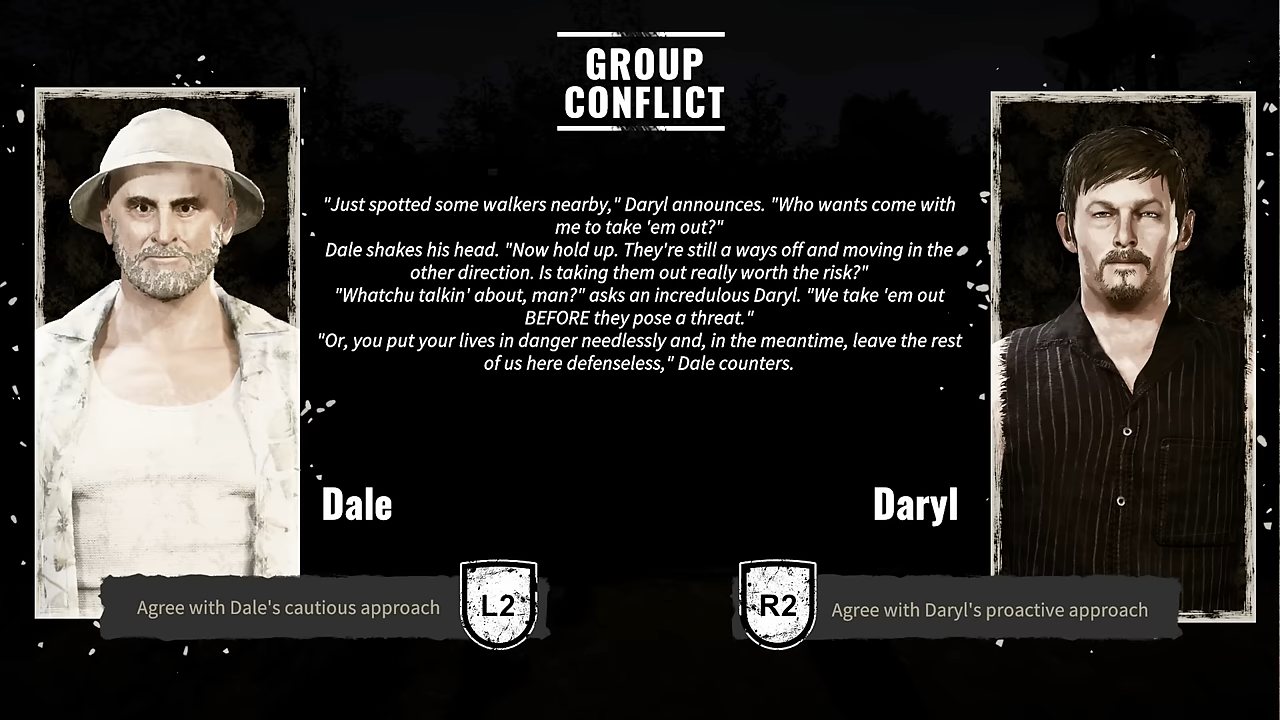 GROUP
CONFLICT
"Just spotted some walkers nearby," Daryl announces. "Who wants come with
me to take 'em out?"
Dale shakes his head. "Now hold up. They're still a ways off and moving in the
other direction. Is taking them out really worth the risk?"
"Whatchu talkin' about, man?" asks an incredulous Daryl. "We take 'em out
BEFORE they pose a threat."
"Or, you put your lives in danger needlessly and, in the meantime, leave the rest
of us here defenseless," Dale counters.
Dale
Daryl
Agree with Dale's cautious approach
L2
R2
Agree with Daryl's proactive approach